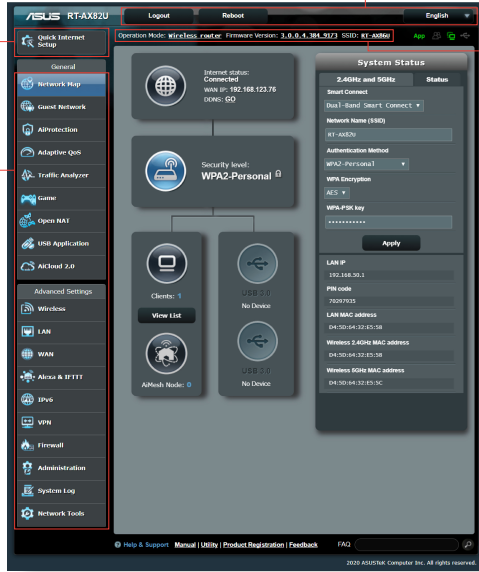 ASUS RT-AX82U
Logout
Reboot
English
Quick Internet
Setup
Operation Mode: Wireless router Firmware Version: 3.0.0.4.384_9173 SSID: RT-AX86U
App
General
Network Map
Guest Network
AiProtection
Adaptive QoS
Traffic Analyzer
Game
Open NAT
USB Application
AiCloud 2.0
Advanced Settings
Wireless
LAN
WAN
Alexa & IFTTT
IPv6
VPN
Firewall
Administration
System Log
Network Tools
Internet status:
Connected
WAN IP: 192.168.123.76
DDNS: GO
Security level:
WPA2-Personal
Clients: 1
View List
AiMesh Node: 0
USB 3.0
No Device
USB 3.0
No Device
System Status
2.4GHz and 5GHz
Status
Smart Connect
Dual-Band Smart Connect
Network Name (SSID)
RT-AX82U
Authentication Method
WPA2-Personal
WPA Encryption
AES
WPA-PSK key
•••••••••••
Apply
LAN IP
192.168.50.1
PIN code
70297935
LAN MAC address
D4:5D:64:32:E5:58
Wireless 2.4GHz MAC address
D4:5D:64:32:E5:58
Wireless 5GHz MAC address
D4:5D:64:32:E5:5C
Help & Support Manual | Utility | Product Registration | Feedback
FAQ
2020 ASUSTeK Computer Inc. All rights reserved.